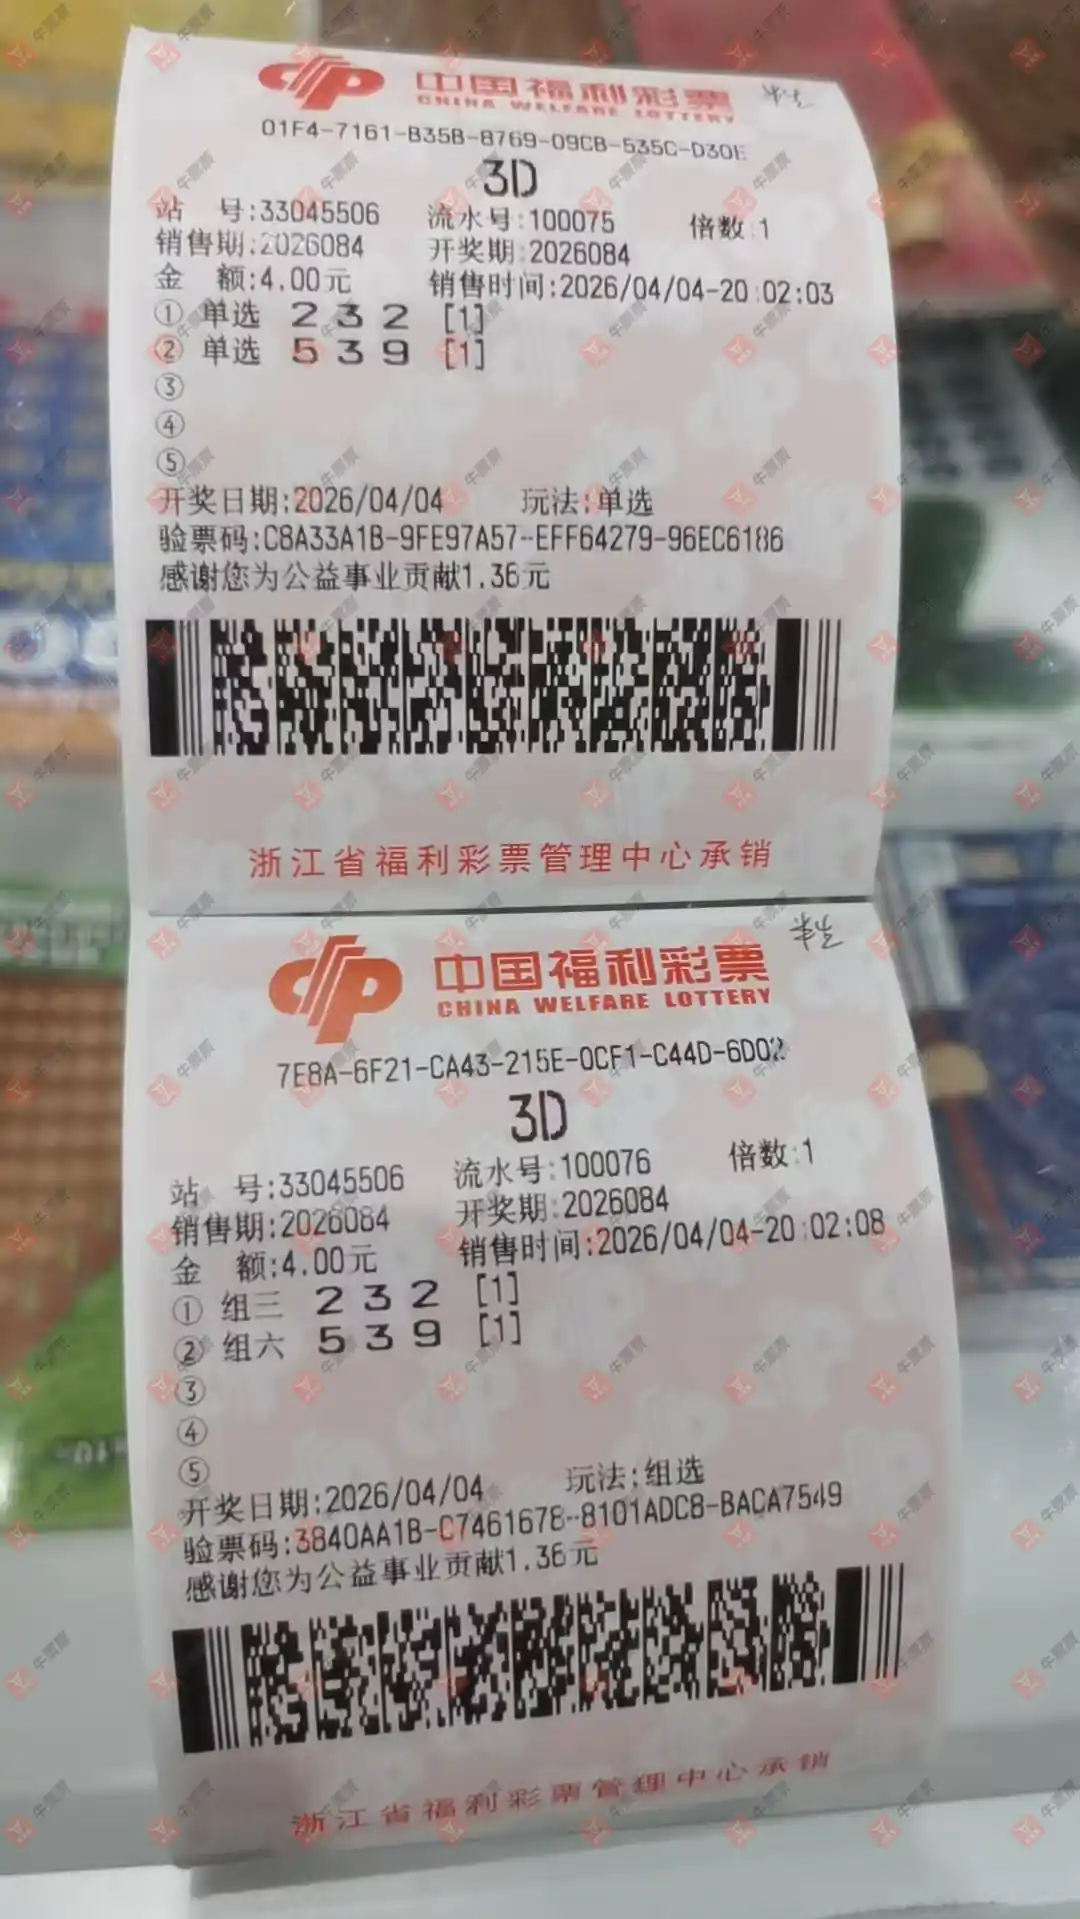 中国福利彩票
CHINA WELFARE LOTTERY
01F4-7161-B35B-8769-09CB-535C-D30E
3D
站 号:33045506 流水号:100075 倍数:1
销售期:2026084 开奖期:2026084
金 额:4.00元 销售时间:2026/04/04-20:02:03
① 单选 2 3 2 [1]
② 单选 5 3 9 [1]
③
④
⑤
开奖日期:2026/04/04 玩法:单选
验票码:C8A33A1B-9FE97A57-EFF64279-96EC6186
感谢您为公益事业贡献1.36元
浙江省福利彩票管理中心承销
中国福利彩票
CHINA WELFARE LOTTERY
7E8A-6F21-CA43-215E-0CF1-C44D-6D02
3D
站 号:33045506 流水号:100076 倍数:1
销售期:2026084 开奖期:2026084
金 额:4.00元 销售时间:2026/04/04-20:02:08
① 组三 2 3 2 [1]
② 组六 5 3 9 [1]
③
④
⑤
开奖日期:2026/04/04 玩法:组选
验票码:3840AA1B-C7461678-8101ADC8-BACA7549
感谢您为公益事业贡献1.36元
浙江省福利彩票管理中心承销
牛票票